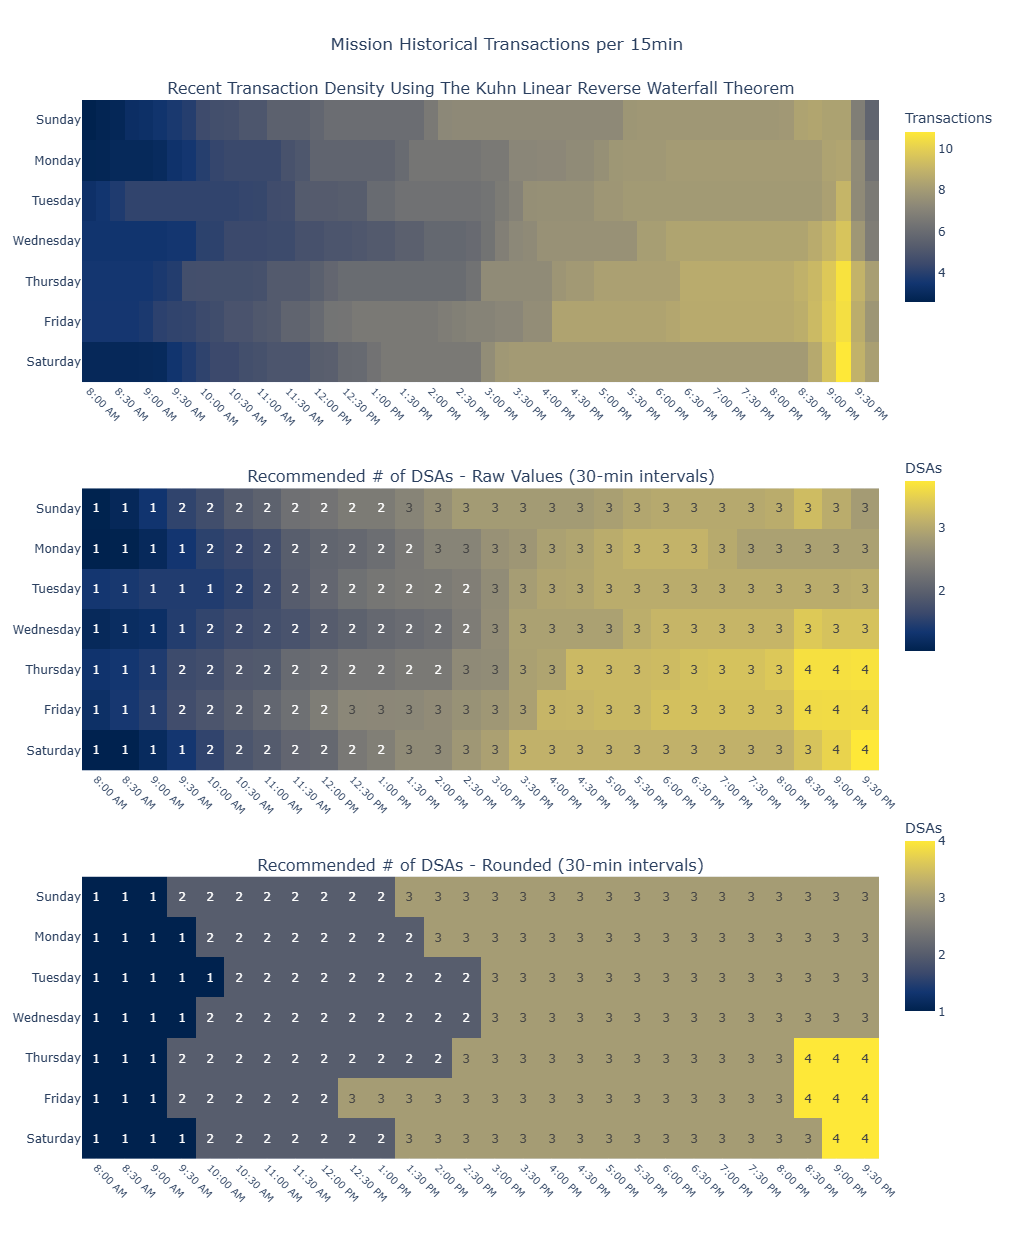 Mission Historical Transactions per 15min
Recent Transaction Density Using The Kuhn Linear Reverse Waterfall Theorem
Transactions
10
8
6
4
Sunday
Monday
Tuesday
Wednesday
Thursday
Friday
Saturday
8:00 AM 8:30 AM 9:00 AM 9:30 AM 10:00 AM 10:30 AM 11:00 AM 11:30 AM 12:00 PM 12:30 PM 1:00 PM 1:30 PM 2:00 PM 2:30 PM 3:00 PM 3:30 PM 4:00 PM 4:30 PM 5:00 PM 5:30 PM 6:00 PM 6:30 PM 7:00 PM 7:30 PM 8:00 PM 8:30 PM 9:00 PM 9:30 PM
Recommended # of DSAs - Raw Values (30-min intervals)
DSAs
3
2
Sunday 1 1 1 2 2 2 2 2 2 2 2 3 3 3 3 3 3 3 3 3 3 3 3 3 3 3 3 3
Monday 1 1 1 1 2 2 2 2 2 2 2 2 3 3 3 3 3 3 3 3 3 3 3 3 3 3 3 3
Tuesday 1 1 1 1 1 2 2 2 2 2 2 2 2 2 3 3 3 3 3 3 3 3 3 3 3 3 3 3
Wednesday 1 1 1 1 2 2 2 2 2 2 2 2 2 2 3 3 3 3 3 3 3 3 3 3 3 3 3 3
Thursday 1 1 1 2 2 2 2 2 2 2 2 2 2 3 3 3 3 3 3 3 3 3 3 3 3 4 4 4
Friday 1 1 1 2 2 2 2 2 2 3 3 3 3 3 3 3 3 3 3 3 3 3 3 3 3 4 4 4
Saturday 1 1 1 1 2 2 2 2 2 2 2 3 3 3 3 3 3 3 3 3 3 3 3 3 3 3 4 4
8:00 AM 8:30 AM 9:00 AM 9:30 AM 10:00 AM 10:30 AM 11:00 AM 11:30 AM 12:00 PM 12:30 PM 1:00 PM 1:30 PM 2:00 PM 2:30 PM 3:00 PM 3:30 PM 4:00 PM 4:30 PM 5:00 PM 5:30 PM 6:00 PM 6:30 PM 7:00 PM 7:30 PM 8:00 PM 8:30 PM 9:00 PM 9:30 PM
Recommended # of DSAs - Rounded (30-min intervals)
DSAs
4
3
2
1
Sunday 1 1 1 2 2 2 2 2 2 2 2 3 3 3 3 3 3 3 3 3 3 3 3 3 3 3 3 3
Monday 1 1 1 1 2 2 2 2 2 2 2 2 3 3 3 3 3 3 3 3 3 3 3 3 3 3 3 3
Tuesday 1 1 1 1 1 2 2 2 2 2 2 2 2 2 3 3 3 3 3 3 3 3 3 3 3 3 3 3
Wednesday 1 1 1 1 2 2 2 2 2 2 2 2 2 2 3 3 3 3 3 3 3 3 3 3 3 3 3 3
Thursday 1 1 1 2 2 2 2 2 2 2 2 2 2 3 3 3 3 3 3 3 3 3 3 3 3 4 4 4
Friday 1 1 1 2 2 2 2 2 2 3 3 3 3 3 3 3 3 3 3 3 3 3 3 3 3 4 4 4
Saturday 1 1 1 1 2 2 2 2 2 2 2 3 3 3 3 3 3 3 3 3 3 3 3 3 3 3 4 4
8:00 AM 8:30 AM 9:00 AM 9:30 AM 10:00 AM 10:30 AM 11:00 AM 11:30 AM 12:00 PM 12:30 PM 1:00 PM 1:30 PM 2:00 PM 2:30 PM 3:00 PM 3:30 PM 4:00 PM 4:30 PM 5:00 PM 5:30 PM 6:00 PM 6:30 PM 7:00 PM 7:30 PM 8:00 PM 8:30 PM 9:00 PM 9:30 PM